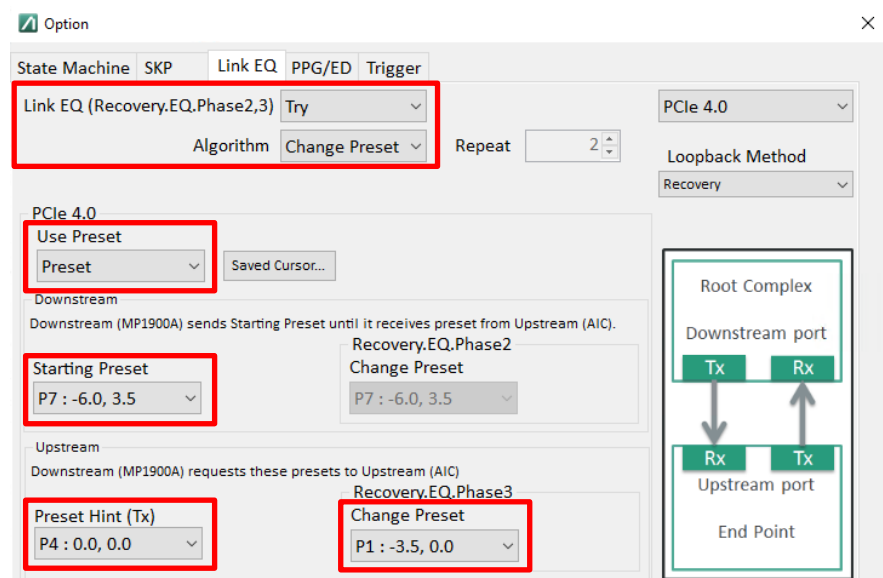 Option
State Machine SKP Link EQ PPG/ED Trigger
Link EQ (Recovery.EQ.Phase2,3) Try
PCIe 4.0
Algorithm Change Preset Repeat 2
Loopback Method
Recovery
PCIe 4.0
Use Preset
Preset Saved Cursor...
Downstream
Downstream (MP1900A) sends Starting Preset until it receives preset from Upstream (AIC).
Recovery.EQ.Phase2
Starting Preset Change Preset
P7 : -6.0, 3.5 P7 : -6.0, 3.5
Upstream
Downstream (MP1900A) requests these presets to Upstream (AIC)
Recovery.EQ.Phase3
Preset Hint (Tx) Change Preset
P4 : 0.0, 0.0 P1 : -3.5, 0.0
Root Complex
Downstream port
Tx Rx
Rx Tx
Upstream port
End Point